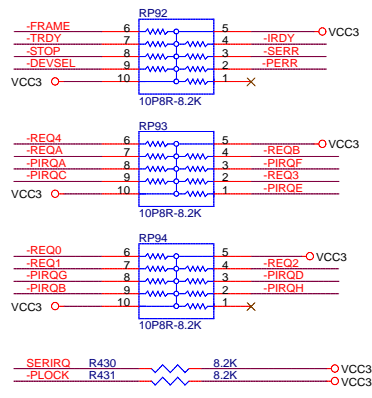 RP92
-FRAME 6 5 VCC3
-TRDY 7 4 -IRDY
-STOP 8 3 -SERR
-DEVSEL 9 2 -PERR
VCC3 10 1
10P8R-8.2K
RP93
-REQ4 6 5 VCC3
-REQA 7 4 -REQB
-PIRQA 8 3 -PIRQF
-PIRQC 9 2 -REQ3
VCC3 10 1 -PIRQE
10P8R-8.2K
RP94
-REQ0 6 5 VCC3
-REQ1 7 4 -REQ2
-PIRQG 8 3 -PIRQD
-PIRQB 9 2 -PIRQH
VCC3 10 1
10P8R-8.2K
SERIRQ R430 8.2K VCC3
-PLOCK R431 8.2K VCC3